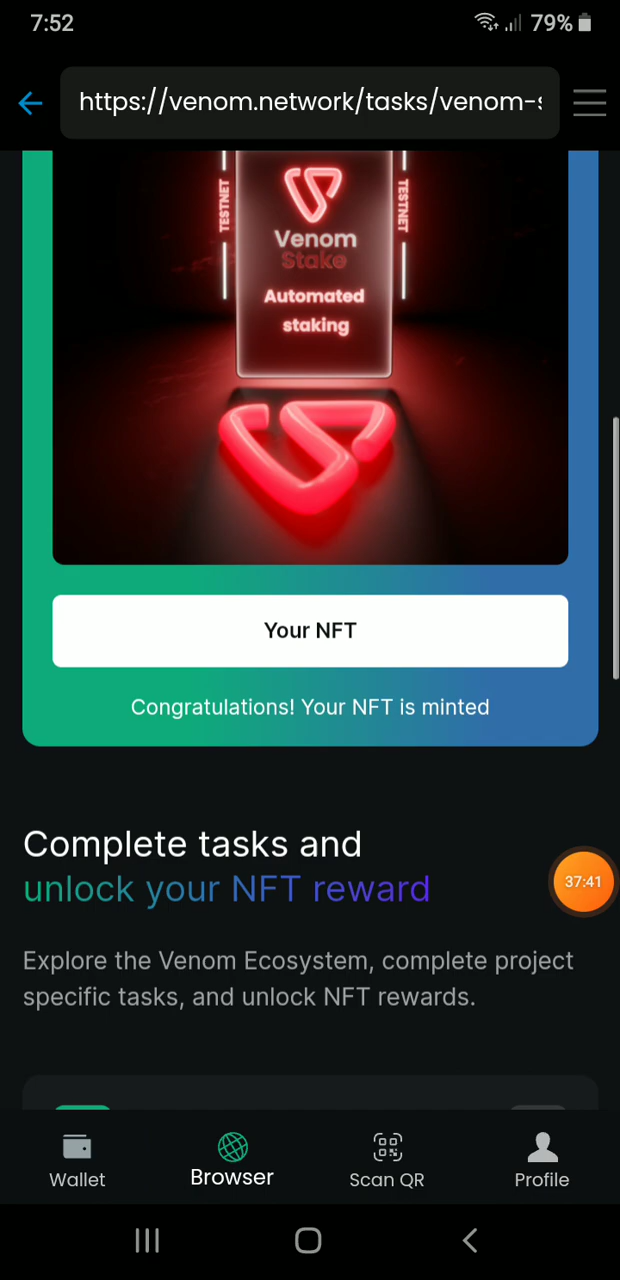 7:52
79%
https://venom.network/tasks/venom-s
TESTNET
TESTNET
Venom
Stake
Automated
staking
Your NFT
Congratulations! Your NFT is minted
Complete tasks and
unlock your NFT reward
37:41
Explore the Venom Ecosystem, complete project
specific tasks, and unlock NFT rewards.
Wallet
Browser
Scan QR
Profile